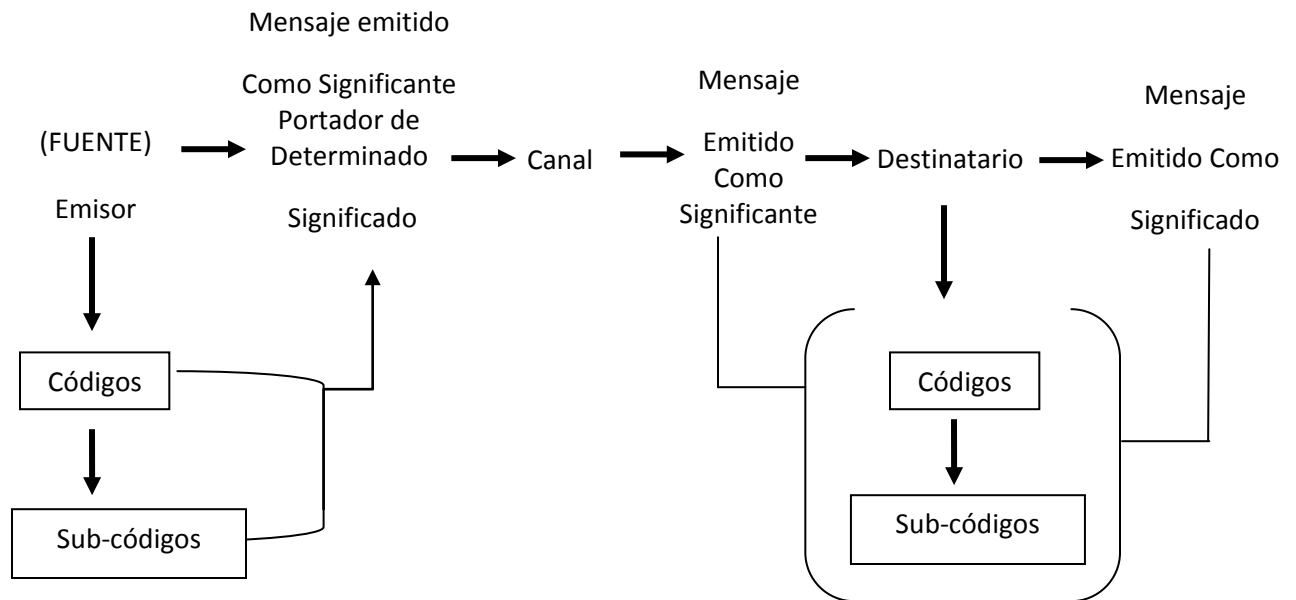 Mensaje emitido
Como Significante
Portador de
Determinado
Significado
(FUENTE)
Emisor
Códigos
Sub-códigos
Canal
Mensaje
Emitido
Como
Significante
Destinatario
Códigos
Sub-códigos
Mensaje
Emitido Como
Significado